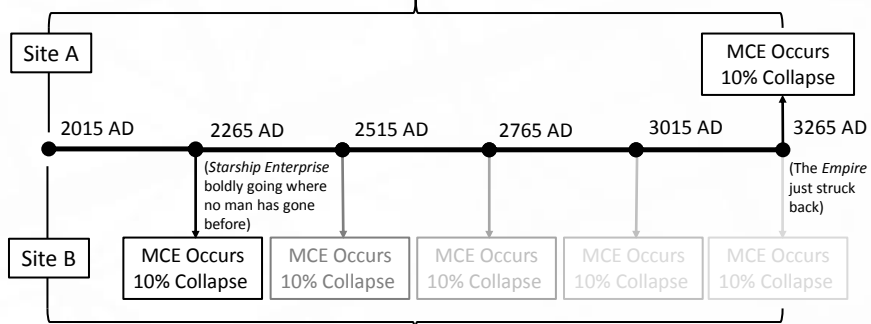 Site A
MCE Occurs
10% Collapse
2015 AD
2265 AD
2515 AD
2765 AD
3015 AD
3265 AD
(Starship Enterprise
boldly going where
no man has gone
before)
(The Empire
just struck
back)
Site B
MCE Occurs
10% Collapse
MCE Occurs
10% Collapse
MCE Occurs
10% Collapse
MCE Occurs
10% Collapse
MCE Occurs
10% Collapse